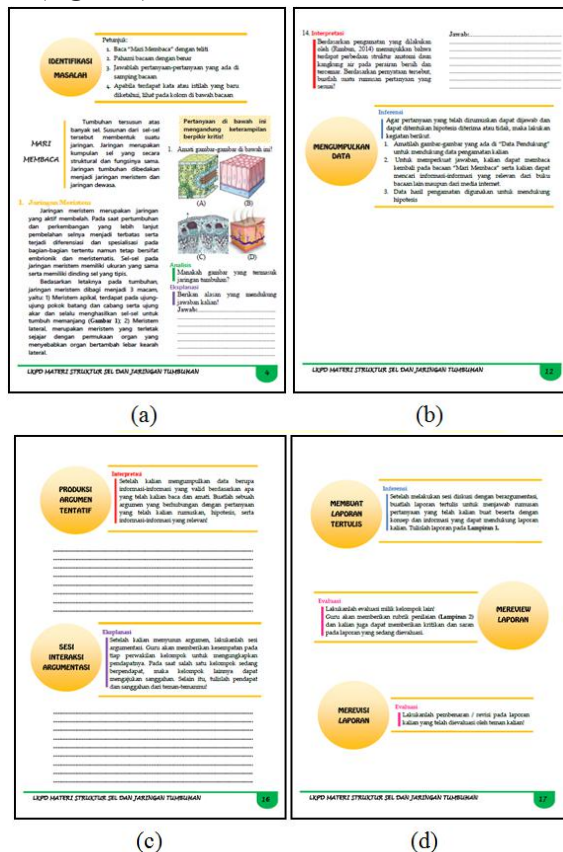 IDENTIFIKASI
MASALAH
Petunjuk:
1. Baca "Mari Membaca" dengan teliti
2. Pahami bacaan dengan benar
3. Jawablah pertanyaan-pertanyaan yang ada di
samping bacaan
4. Apabila terdapat kata atau istilah yang baru
diketahui, lihat pada kolom di bawah bacaan
MARI
MEMBACA
Tumbuhan tersusun atas
banyak sel. Susunan dari sel-sel
tersebut membentuk suatu
jaringan. Jaringan merupakan
kumpulan sel yang secara
struktural dan fungsinya sama.
Jaringan tumbuhan dibedakan
menjadi jaringan meristem dan
jaringan dewasa.
1. Jaringan Meristem
Jaringan meristem merupakan jaringan
yang aktif membelah. Pada saat pertumbuhan
dan perkembangan yang lebih lanjut
pembelahan selnya menjadi terbatas serta
terjadi diferensiasi dan spesialisasi pada
bagian-bagian tertentu namun tetap bersifat
embrionik dan meristematis. Sel-sel pada
jaringan meristem memiliki ukuran yang sama
serta memiliki dinding sel yang tipis.
Badasarkan letaknya pada tumbuhan,
jaringan meristem dibagi menjadi 3 macam,
yaitu: 1) Meristem apikal, terdapat pada ujung-
ujung pokok batang dan cabang serta ujung
akar dan selalu menghasilkan sel-sel untuk
tumbuh memanjang (Gambar 1); 2) Meristem
lateral, merupakan meristem yang terletak
sejajar dengan permukaan organ yang
menyebabkan organ bertambah lebar kearah
lateral.
Pertanyaan di bawah ini
mengandung keterampilan
berpikir kritis!
1. Amati gambar-gambar di bawah ini!
(A) (B)
(C) (D)
Analisis
Manakah gambar yang termasuk
jaringan tumbuhan?
Eksplanasi
Berikan alasan yang mendukung
jawaban kalian!
Jawab:
LKPD MATERI STRUKTUR SEL DAN JARINGAN TUMBUHAN 6
(a)
14. Interpretasi
Berdasarkan pengamatan yang dilakukan
oleh (Rimbun, 2014) menunjukkan bahwa
terdapat perbedaan struktur anatomi daun
kangkung air pada perairan bersih dan
tercemar. Berdasarkan pernyataan tersebut,
buatlah suatu rumusan pertanyaan yang
sesuai!
Jawab:
MENGUMPULKAN
DATA
Inferensi
Agar pertanyaan yang telah dirumuskan dapat dijawab dan
dapat ditentukan hipotesis diterima atau tidak, maka lakukan
kegiatan berikut.
1. Amatilah gambar-gambar yang ada di "Data Pendukung"
untuk mendukung data pengamatan kalian
2. Untuk memperkuat jawaban, kalian dapat membaca
kembali pada bacaan "Mari Membaca" serta kalian dapat
mencari informasi-informasi yang relevan dari buku
bacaan lain maupun dari media internet.
3. Data hasil pengamatan digunakan untuk mendukung
hipotesis
LKPD MATERI STRUKTUR SEL DAN JARINGAN TUMBUHAN 12
(b)
PRODUKSI
ARGUMEN
TENTATIF
Interpretasi
Setelah kalian mengumpulkan data berupa
informasi-informasi yang valid berdasarkan apa
yang telah kalian baca dan amati. Buatlah sebuah
argumen yang berhubungan dengan pertanyaan
yang telah kalian rumuskan, hipotesis, serta
informasi-informasi yang relevan!
SESI
INTERAKSI
ARGUMENTASI
Eksplanasi
Setelah kalian menyusun argumen, lakukanlah sesi
argumentasi. Guru akan memberikan kesempatan pada
tiap perwakilan kelompok untuk mengungkapkan
pendapatnya. Pada saat salah satu kelompok sedang
berpendapat, maka kelompok lainnya dapat
mengajukan sanggahan. Selain itu, tulislah pendapat
dan sanggahan dari teman-temanmu!
LKPD MATERI STRUKTUR SEL DAN JARINGAN TUMBUHAN 16
(c)
MEMBUAT
LAPORAN
TERTULIS
Inferensi
Setelah melakukan sesi diskusi dengan berargumentasi,
buatlah laporan tertulis untuk menjawab rumusan
pertanyaan yang telah kalian buat beserta dengan
konsep dan informasi yang dapat mendukung laporan
kalian. Tulislah laporan pada Lampiran 1.
Evaluasi
Lakukanlah evaluasi milik kelompok lain!
Guru akan memberikan rubrik penilaian (Lampiran 2)
dan kalian juga dapat memberikan kritikan dan saran
pada laporan yang sedang dievaluasi.
MEREVIEW
LAPORAN
MEREVISI
LAPORAN
Evaluasi
Lakukanlah pembenaran / revisi pada laporan
kalian yang telah dievaluasi oleh teman kalian!
LKPD MATERI STRUKTUR SEL DAN JARINGAN TUMBUHAN 17
(d)